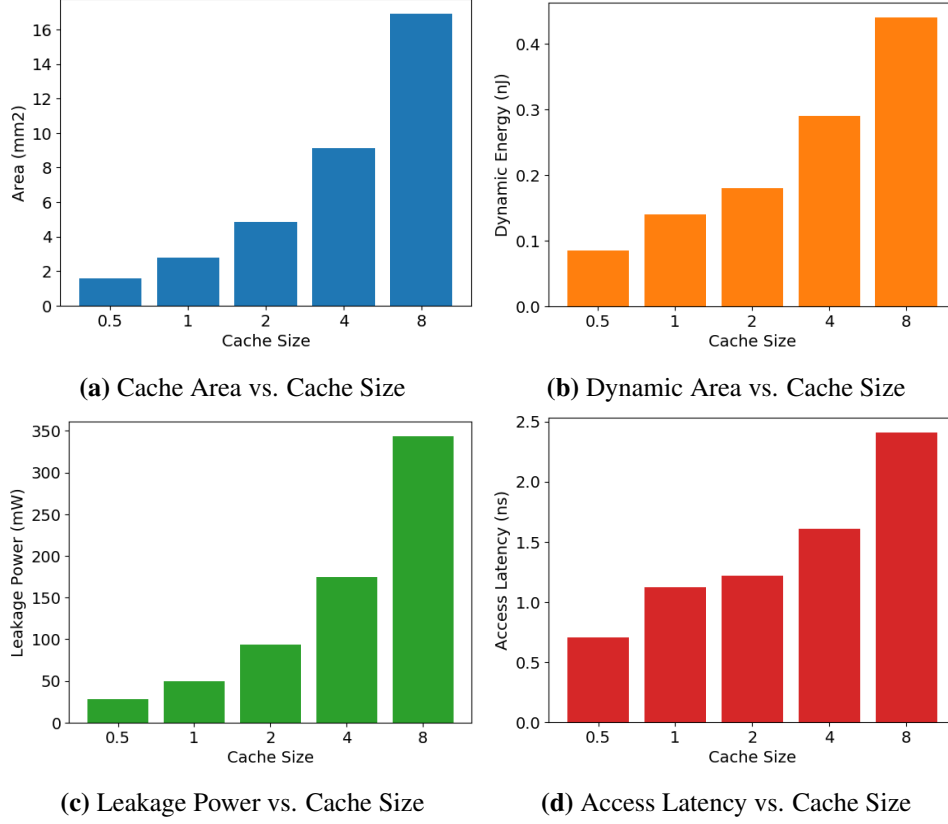 16
14
12
10
8
6
4
2
0
Area (mm2)
0.5 1 2 4 8
Cache Size
(a) Cache Area vs. Cache Size
0.4
0.3
0.2
0.1
0.0
Dynamic Energy (nJ)
0.5 1 2 4 8
Cache Size
(b) Dynamic Area vs. Cache Size
350
300
250
200
150
100
50
0
Leakage Power (mW)
0.5 1 2 4 8
Cache Size
(c) Leakage Power vs. Cache Size
2.5
2.0
1.5
1.0
0.5
0.0
Access Latency (ns)
0.5 1 2 4 8
Cache Size
(d) Access Latency vs. Cache Size